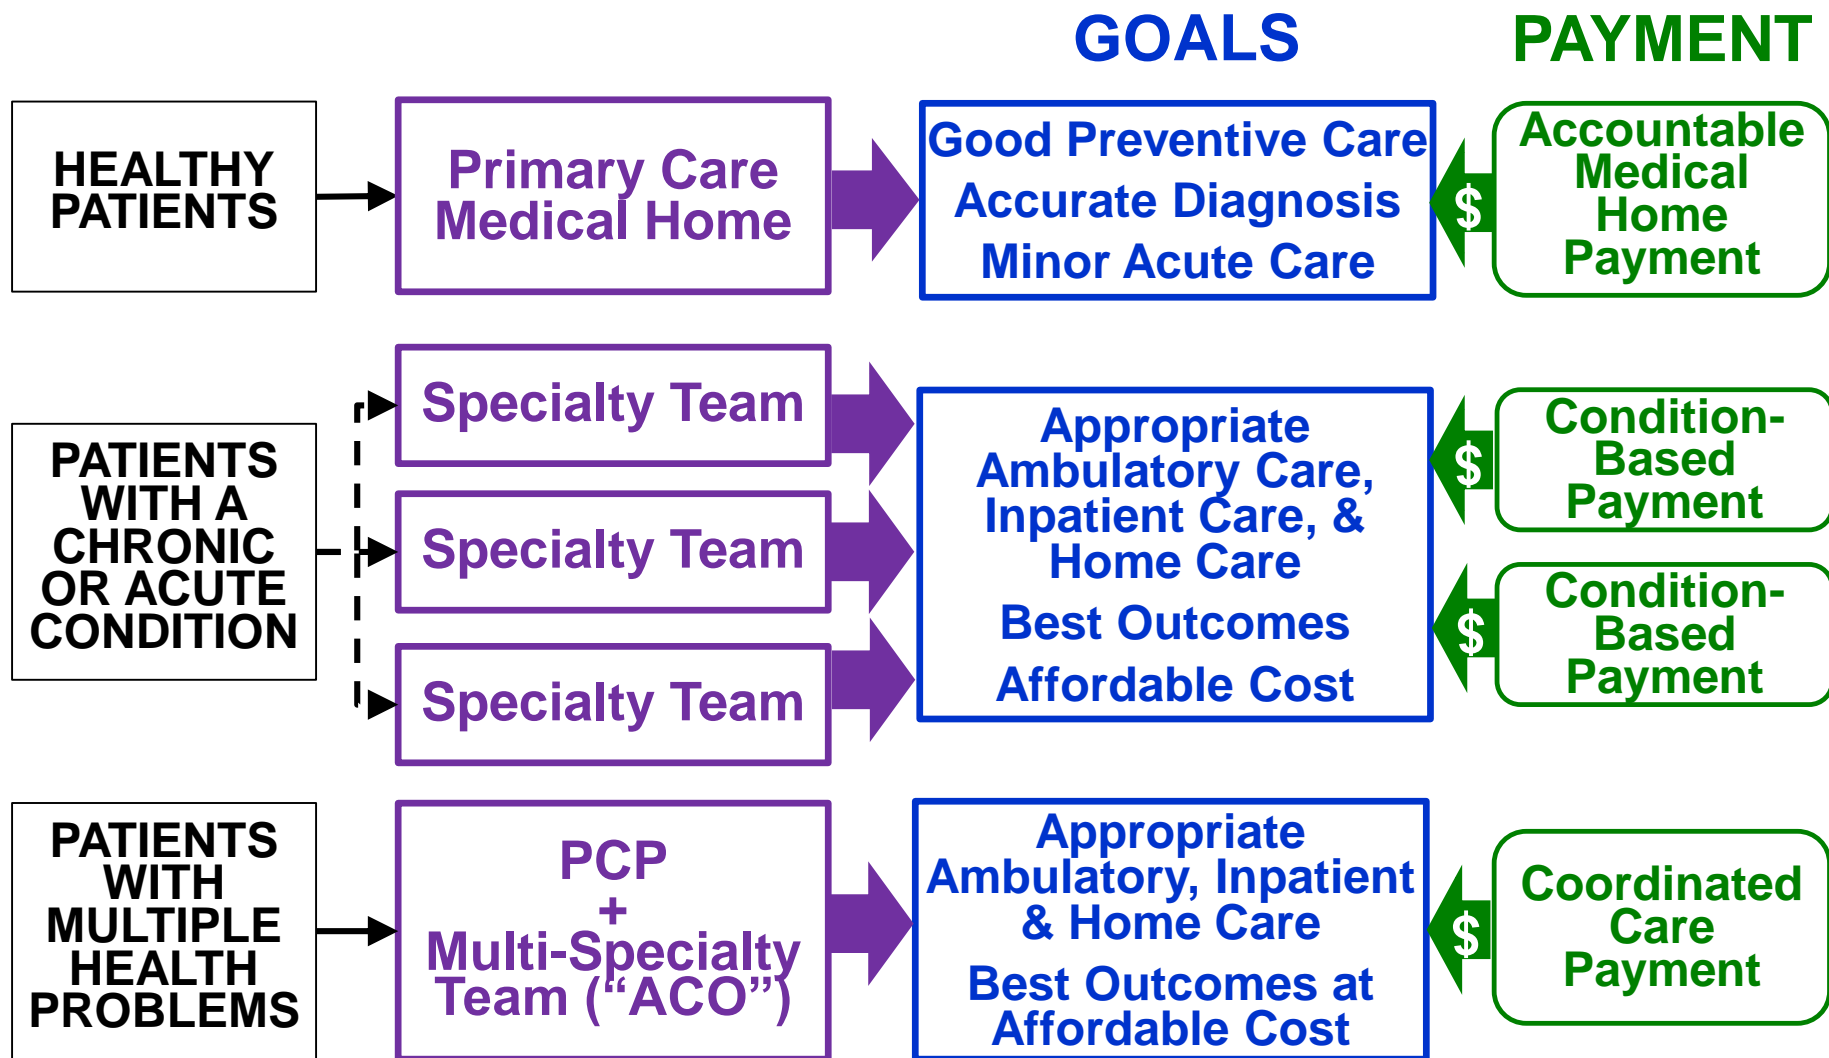 GOALS
PAYMENT
HEALTHY
PATIENTS
Primary Care
Medical Home
Good Preventive Care
Accurate Diagnosis
Minor Acute Care
$
Accountable
Medical
Home
Payment
PATIENTS
WITH A
CHRONIC
OR ACUTE
CONDITION
Specialty Team
Specialty Team
Specialty Team
Appropriate
Ambulatory Care,
Inpatient Care, &
Home Care
Best Outcomes
Affordable Cost
$
Condition-
Based
Payment
$
Condition-
Based
Payment
PATIENTS
WITH
MULTIPLE
HEALTH
PROBLEMS
PCP
+
Multi-Specialty
Team (“ACO”)
Appropriate
Ambulatory, Inpatient
& Home Care
Best Outcomes at
Affordable Cost
$
Coordinated
Care
Payment